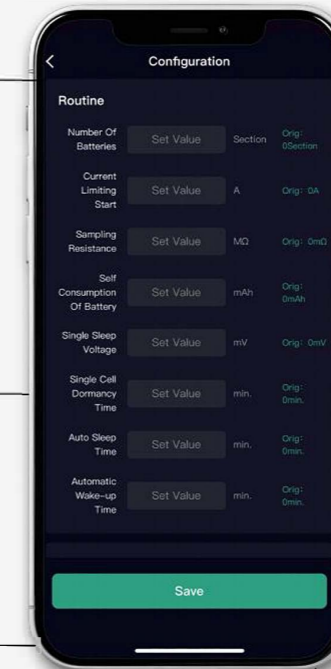 Configuration
Routine
Number Of
Batteries
Set Value
Section
Orig:
0Section
Current
Limiting
Start
Set Value
A
Orig: 0A
Sampling
Resistance
Set Value
MΩ
Orig: 0mΩ
Self
Consumption
Of Battery
Set Value
mAh
Orig:
0mAh
Single Sleep
Voltage
Set Value
mV
Orig: 0mV
Single Cell
Dormancy
Time
Set Value
min.
Orig:
0min.
Auto Sleep
Time
Set Value
min.
Orig:
0min.
Automatic
Wake-up
Time
Set Value
min.
Orig:
0min.
Save